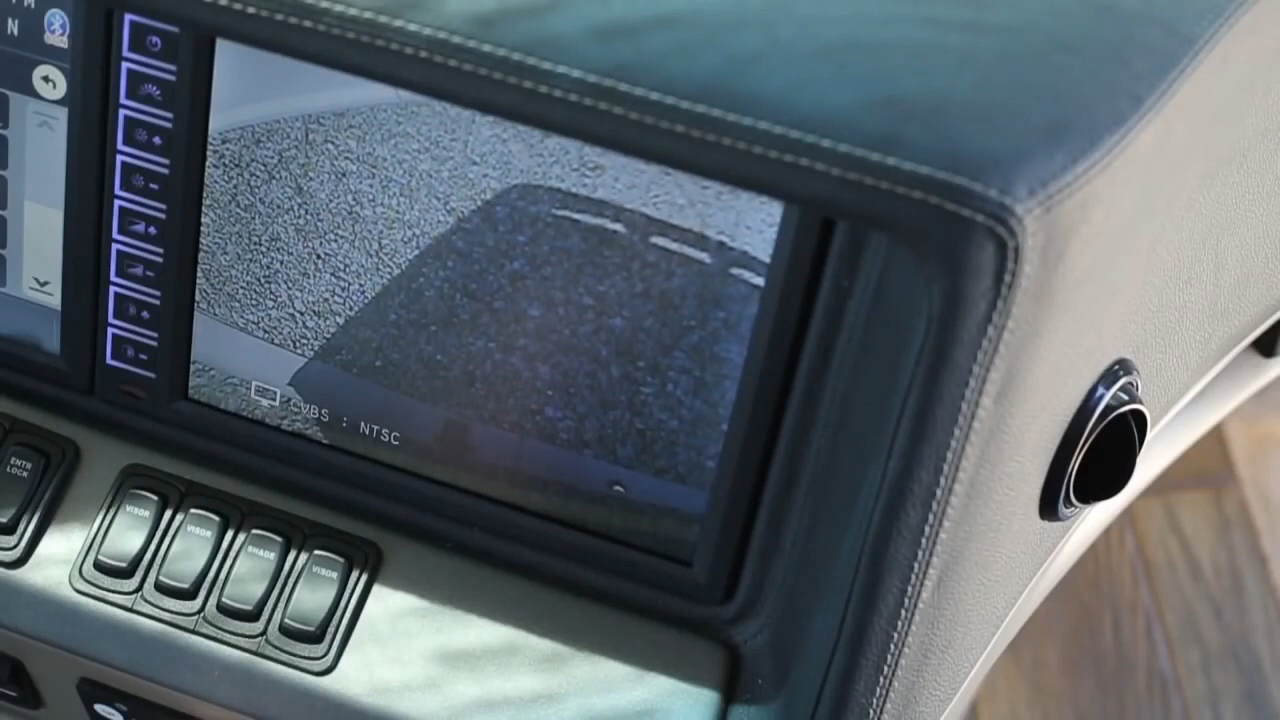 N
CVBS : NTSC
ENTR
LOCK
VISOR
VISOR
SHADE
VISOR